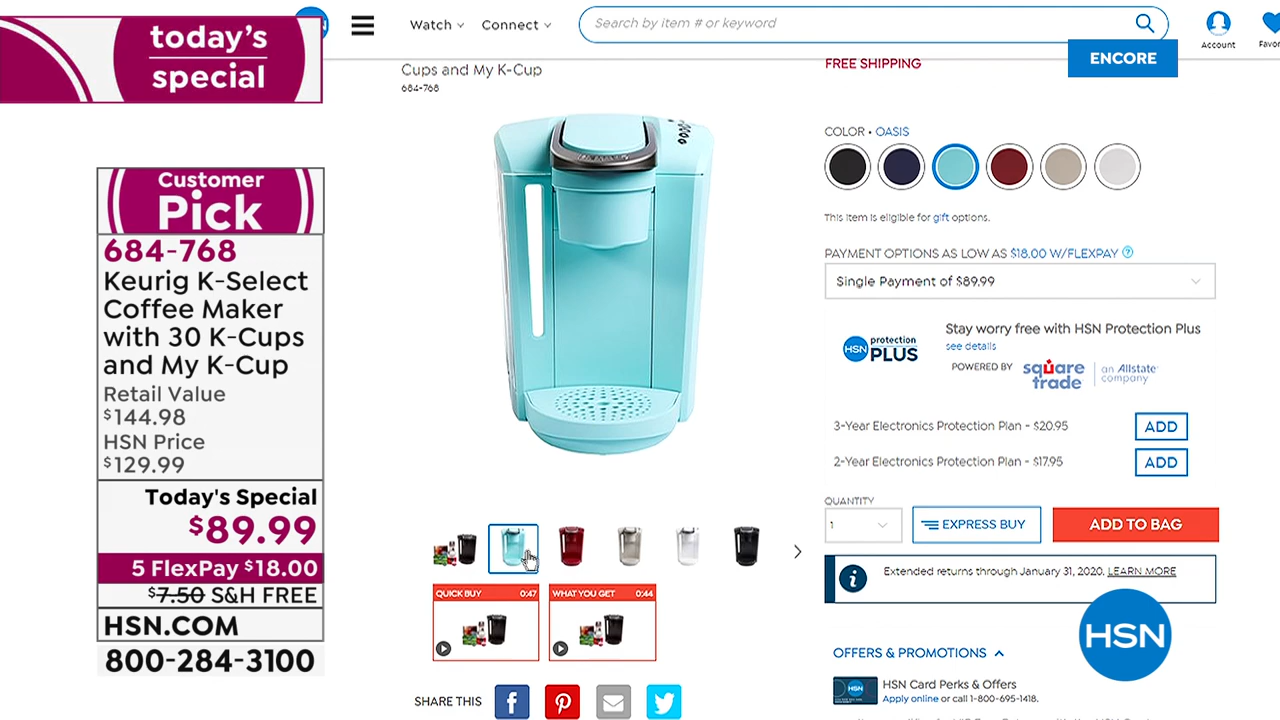 today's
special
Customer
Pick
684-768
Keurig K-Select
Coffee Maker
with 30 K-Cups
and My K-Cup
Retail Value
$144.98
HSN Price
$129.99
Today's Special
$89.99
5 FlexPay $18.00
$7.50 S&H FREE
HSN.COM
800-284-3100
Watch
Connect
Search by item # or keyword
Account
ENCORE
Cups and My K-Cup
684-768
FREE SHIPPING
COLOR • OASIS
This item is eligible for gift options.
PAYMENT OPTIONS AS LOW AS $18.00 W/FLEXPAY ?
Single Payment of $89.99
HSN protection PLUS
Stay worry free with HSN Protection Plus
see details
POWERED BY square trade an Allstate company
3-Year Electronics Protection Plan - $20.95 ADD
2-Year Electronics Protection Plan - $17.95 ADD
QUANTITY
1 EXPRESS BUY ADD TO BAG
QUICK BUY 0:47
WHAT YOU GET 0:44
i Extended returns through January 31, 2020. LEARN MORE
HSN
OFFERS & PROMOTIONS
HSN
HSN Card Perks & Offers
Apply online or call 1-800-695-1418.
SHARE THIS